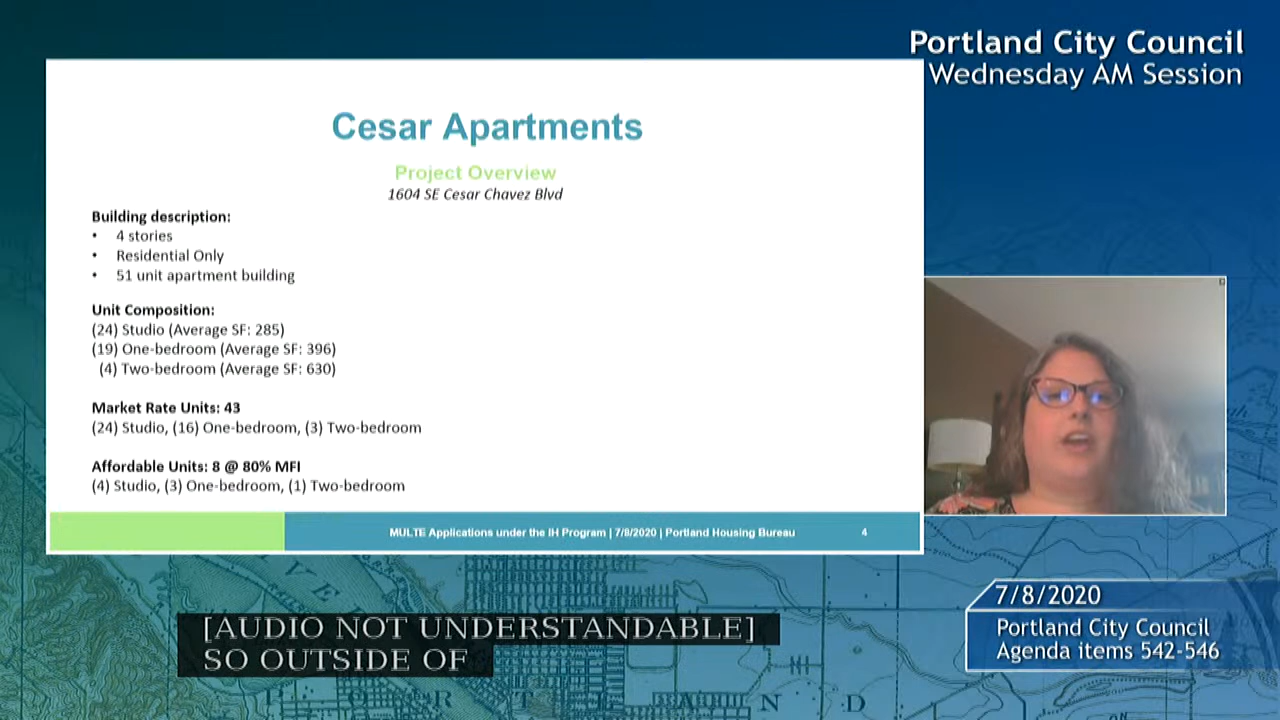 Portland City Council
Wednesday AM Session
Cesar Apartments
Project Overview
1604 SE Cesar Chavez Blvd
Building description:
• 4 stories
• Residential Only
• 51 unit apartment building
Unit Composition:
(24) Studio (Average SF: 285)
(19) One-bedroom (Average SF: 396)
(4) Two-bedroom (Average SF: 630)
Market Rate Units: 43
(24) Studio, (16) One-bedroom, (3) Two-bedroom
Affordable Units: 8 @ 80% MFI
(4) Studio, (3) One-bedroom, (1) Two-bedroom
MULTE Applications under the IH Program | 7/8/2020 | Portland Housing Bureau 4
[AUDIO NOT UNDERSTANDABLE]
SO OUTSIDE OF
7/8/2020
Portland City Council
Agenda items 542-546